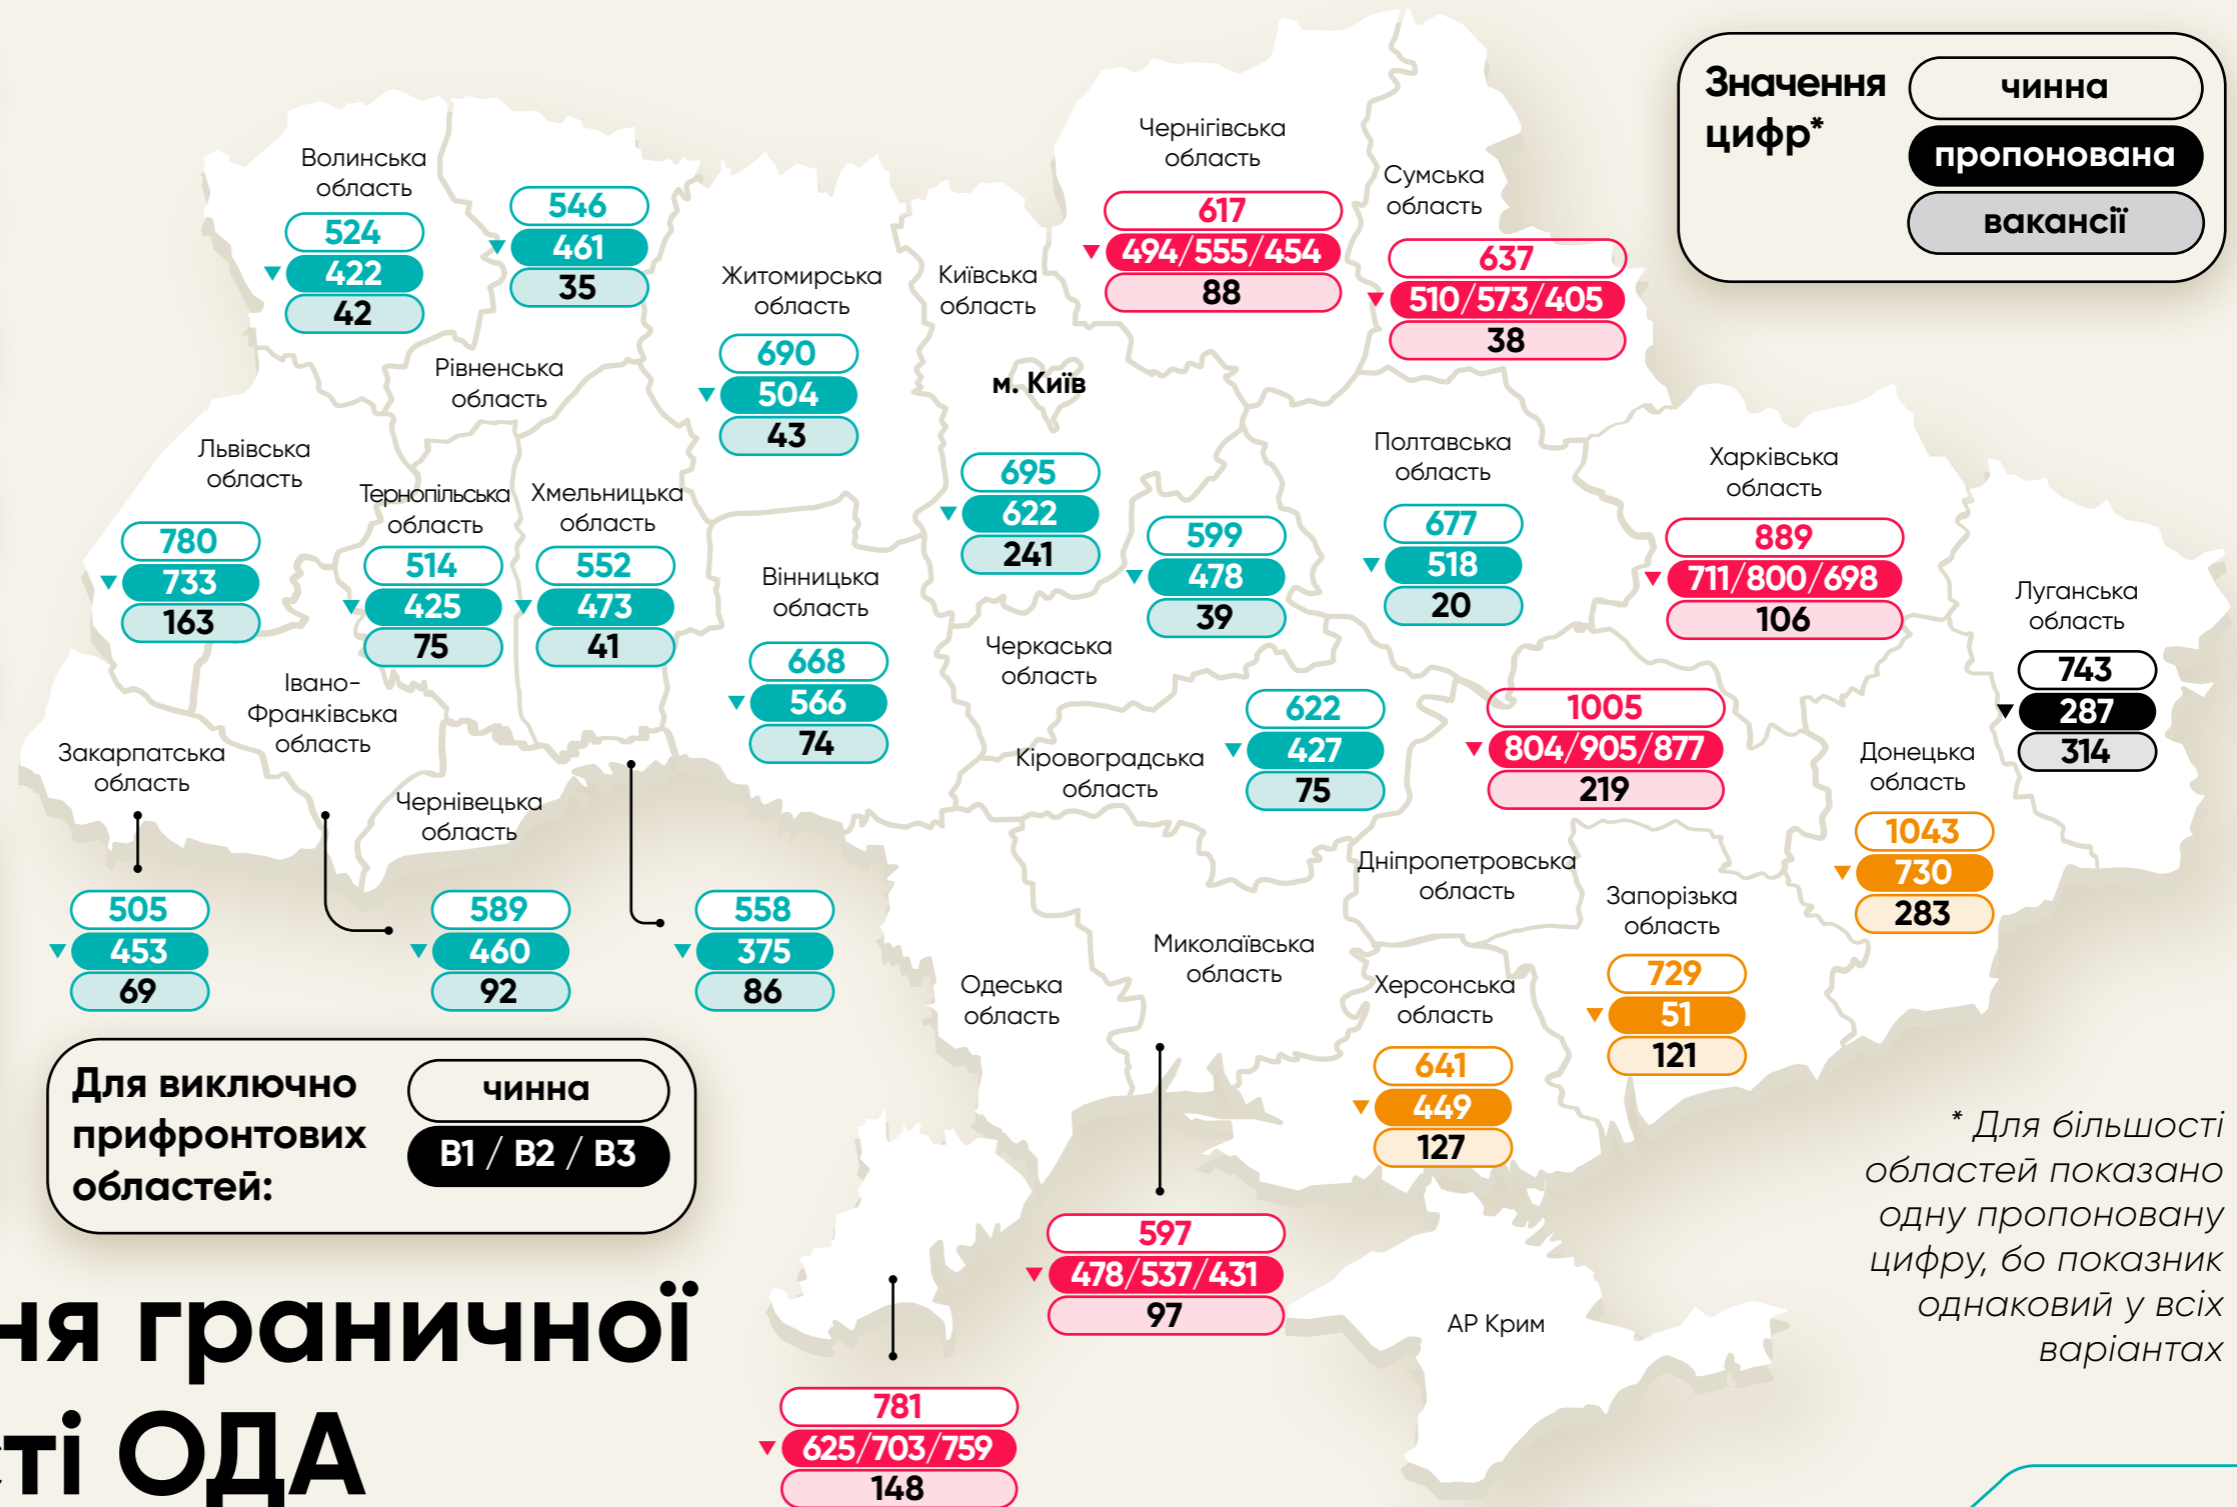 Значення
цифр*
чинна
пропонована
вакансії
Волинська
область
524
422
42
546
461
35
Рівненська
область
Житомирська
область
690
504
43
Київська
область
м. Київ
695
622
241
Чернігівська
область
617
494/555/454
88
Сумська
область
637
510/573/405
38
Львівська
область
780
733
163
Тернопільська
область
514
425
75
Хмельницька
область
552
473
41
Вінницька
область
668
566
74
599
478
39
Черкаська
область
Полтавська
область
677
518
20
Харківська
область
889
711/800/698
106
Луганська
область
743
287
314
Івано-
Франківська
область
Закарпатська
область
Чернівецька
область
Кіровоградська
область
622
427
75
1005
804/905/877
219
Дніпропетровська
область
Донецька
область
1043
730
283
505
453
69
589
460
92
558
375
86
Одеська
область
Миколаївська
область
Херсонська
область
641
449
127
Запорізька
область
729
51
121
Для виключно
прифронтових
областей:
чинна
В1 / В2 / В3
597
478/537/431
97
АР Крим
781
625/703/759
148
* Для більшості
областей показано
одну пропоновану
цифру, бо показник
однаковий у всіх
варіантах
ня граничної
сті ОДА